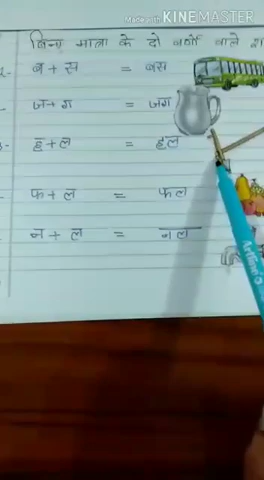 Made with KINEMASTER
बिना मात्रा के दो वर्णो वाले
ब + स = बस
ज + ग = जग
ह + ल = हल
फ + ल = फल
न + ल = नल